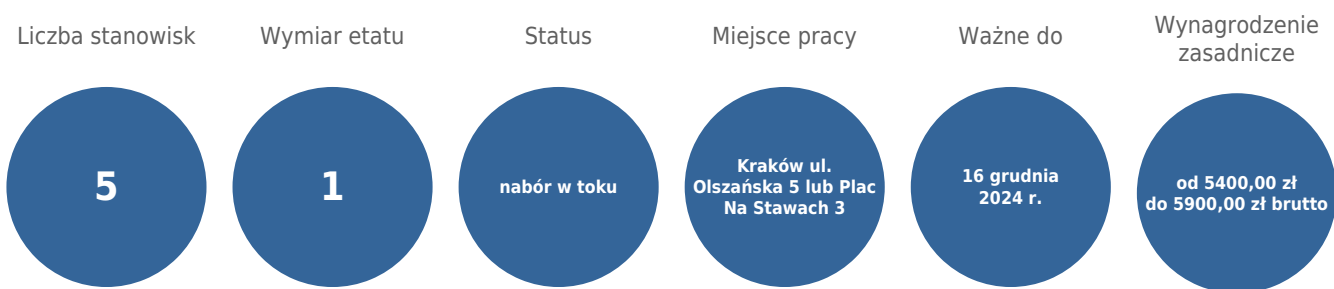 Liczba stanowisk
5
Wymiar etatu
1
Status
nabór w toku
Miejsce pracy
Kraków ul.
Olszańska 5 lub Plac
Na Stawach 3
Ważne do
16 grudnia
2024 r.
Wynagrodzenie
zasadnicze
od 5400,00 zł
do 5900,00 zł brutto